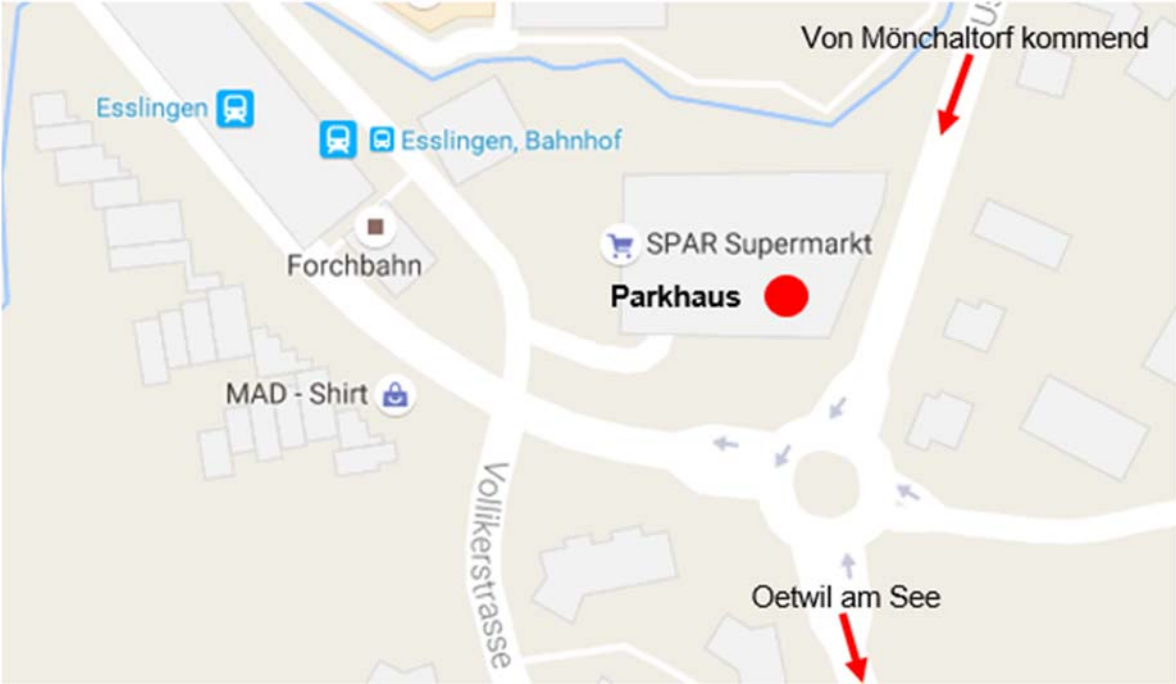 Von Mönchaltorf kommend
Esslingen
Esslingen, Bahnhof
SPAR Supermarkt
Forchbahn
Parkhaus
MAD - Shirt
Vollikerstrasse
Oetwil am See